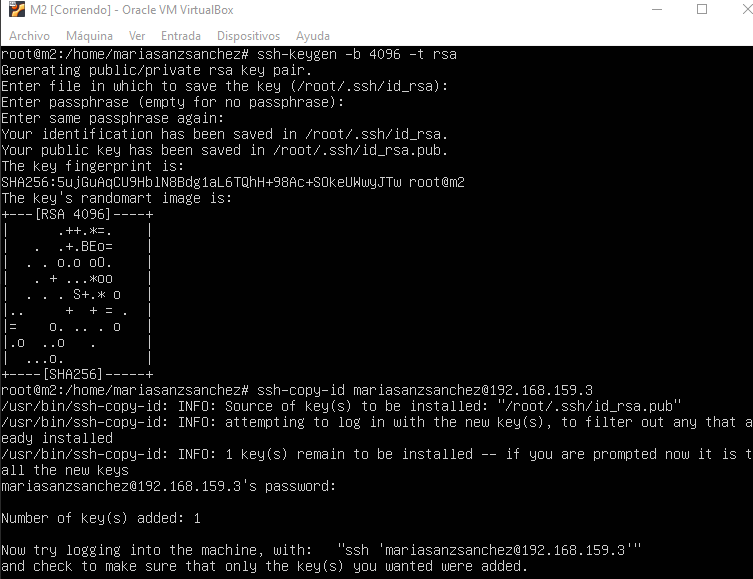 M2 [Corriendo] - Oracle VM VirtualBox
Archivo Máquina Ver Entrada Dispositivos Ayuda
root@m2:/home/mariasanzsanchez# ssh-keygen -b 4096 -t rsa
Generating public/private rsa key pair.
Enter file in which to save the key (/root/.ssh/id_rsa):
Enter passphrase (empty for no passphrase):
Enter same passphrase again:
Your identification has been saved in /root/.ssh/id_rsa.
Your public key has been saved in /root/.ssh/id_rsa.pub.
The key fingerprint is:
SHA256:5ujGuAqCU9HblN8Bdg1aL6TQhH+98Ac+SOkeUWwyJTw root@m2
The key's randomart image is:
+---[RSA 4096]----+
|      .++.*=.    |
|   .  .+.BEo=    |
|  . . o.o oO.    |
|   . + ...*oo    |
|  . . . S+.* o   |
|..     +  + = .  |
|=    o. .. . o   |
|.o  ..o   .      |
|  ...o.          |
+----[SHA256]-----+
root@m2:/home/mariasanzsanchez# ssh-copy-id mariasanzsanchez@192.168.159.3
/usr/bin/ssh-copy-id: INFO: Source of key(s) to be installed: "/root/.ssh/id_rsa.pub"
/usr/bin/ssh-copy-id: INFO: attempting to log in with the new key(s), to filter out any that a
eady installed
/usr/bin/ssh-copy-id: INFO: 1 key(s) remain to be installed -- if you are prompted now it is t
all the new keys
mariasanzsanchez@192.168.159.3's password:
Number of key(s) added: 1
Now try logging into the machine, with:   "ssh 'mariasanzsanchez@192.168.159.3'"
and check to make sure that only the key(s) you wanted were added.